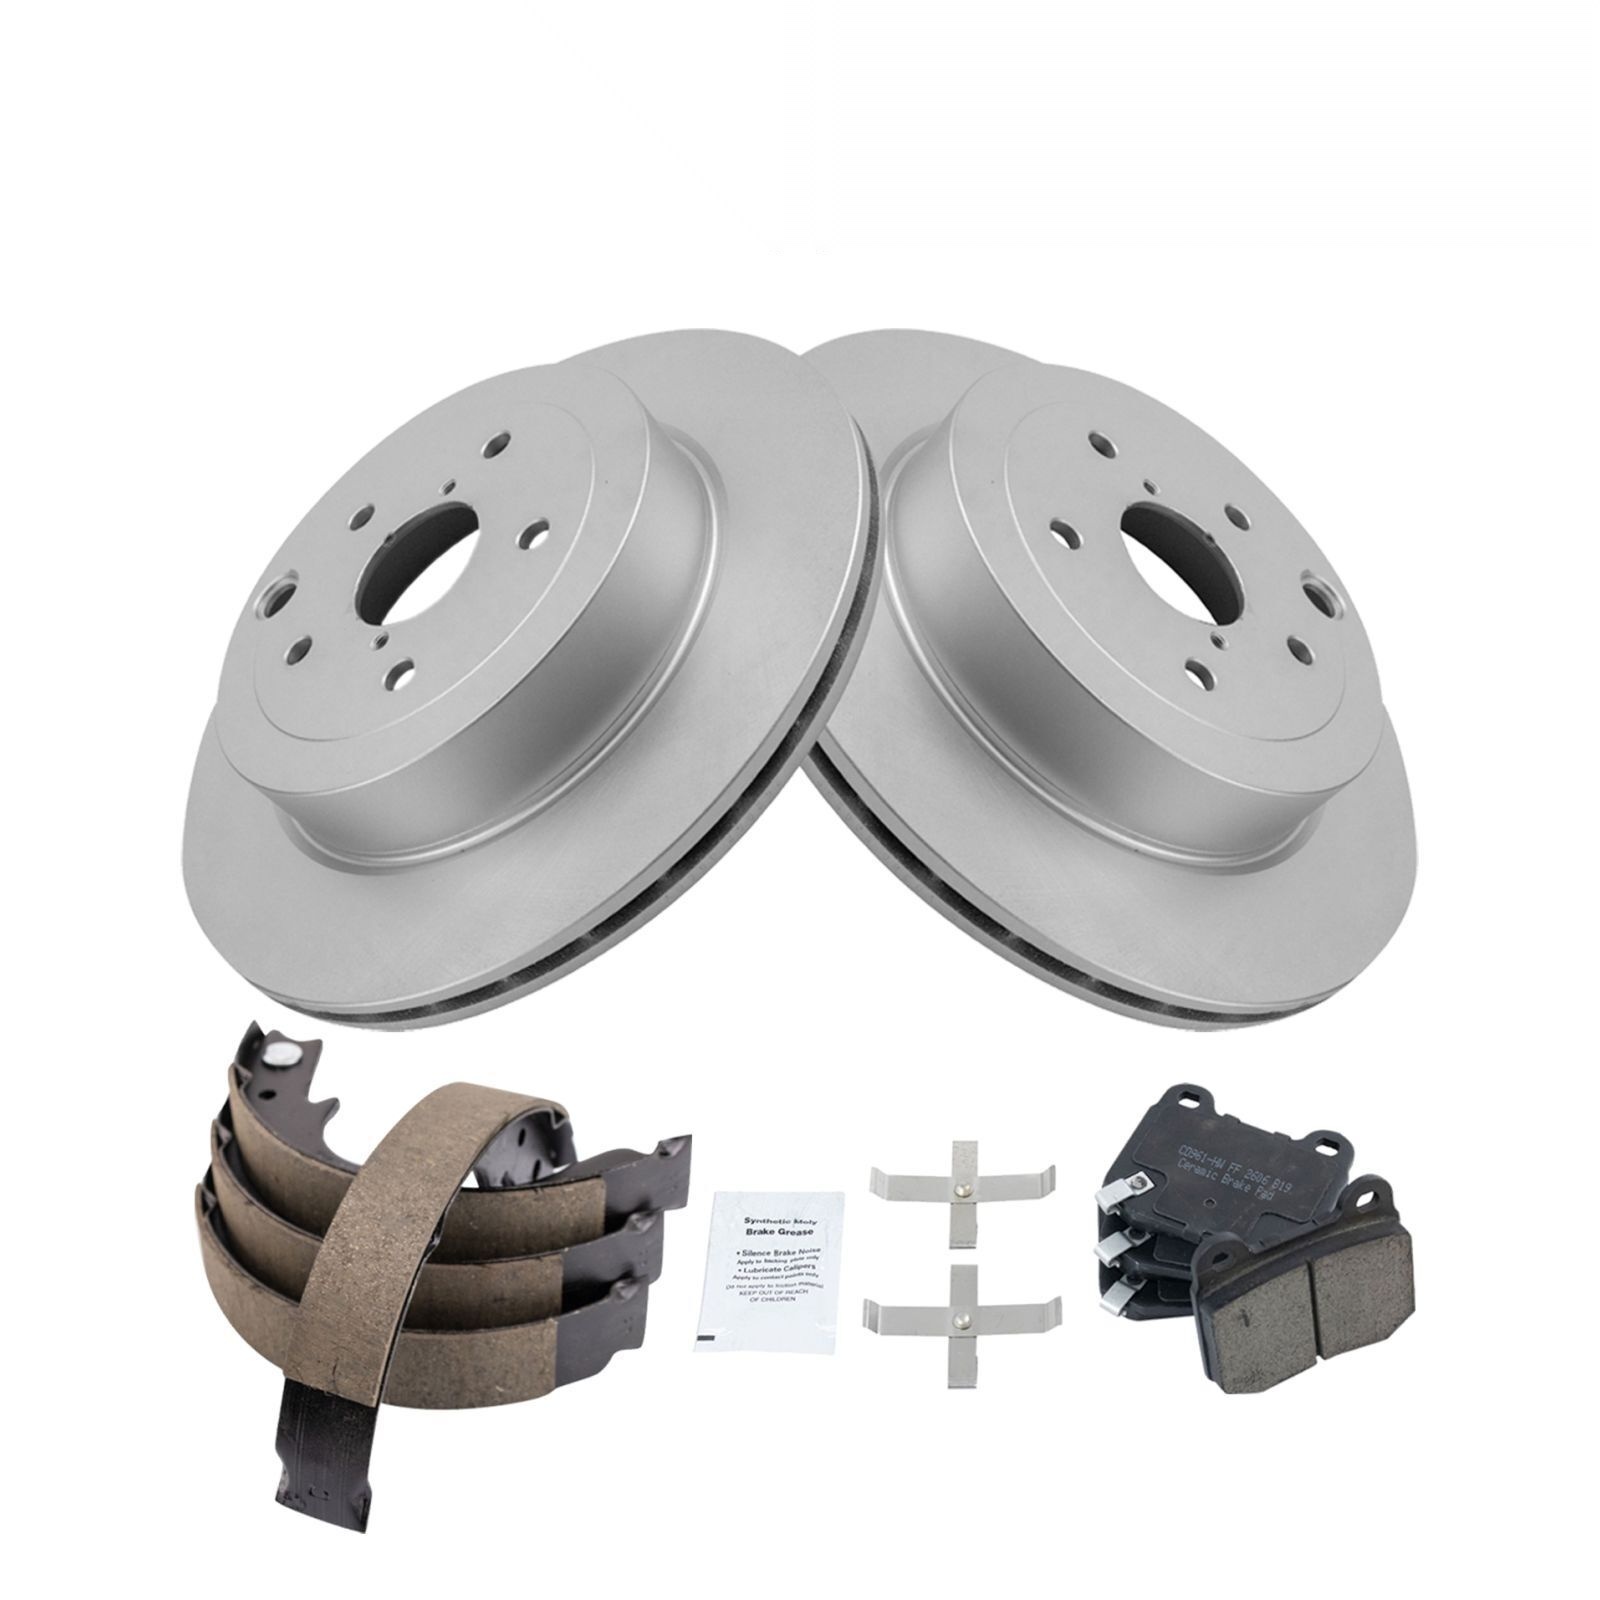 CD961-HW FF 2606 B19
Ceramic Brake Pad
Synthetic Moly
Brake Grease
• Silence Brake Noise
Apply to backing plate only
• Lubricate Calipers
Apply to contact points only
Do not apply to friction material
KEEP OUT OF REACH
OF CHILDREN